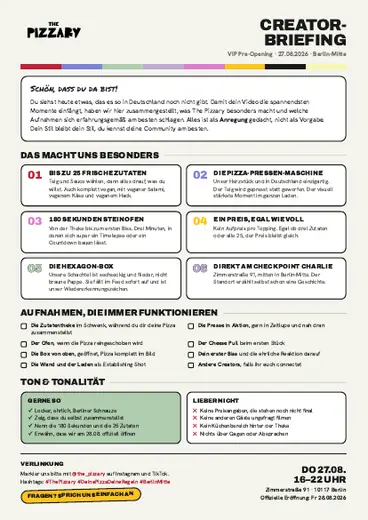 THE
PIZZARY
CREATOR-
BRIEFING
VIP Pre-Opening · 27.08.2026 · Berlin-Mitte
SCHÖN, DASS DU DA BIST!
Du siehst heute etwas, das es so in Deutschland noch nicht gibt. Damit dein Video die spannendsten
Momente einfängt, haben wir hier zusammengestellt, was The Pizzary besonders macht und welche
Aufnahmen sich erfahrungsgemäß am besten schlagen. Alles ist als Anregung gedacht, nicht als Vorgabe.
Dein Stil bleibt dein Stil, du kennst deine Community am besten.
DAS MACHT UNS BESONDERS
01 BIS ZU 25 FRISCHE ZUTATEN
Teig und Sauce wählen, dann alles drauf, was du
willst. Auch komplett vegan, mit veganer Salami,
veganem Käse und veganem Hack.
02 DIE PIZZA-PRESSEN-MASCHINE
Unser Herzstück und in Deutschland einzigartig.
Der Teig wird gepresst statt geworfen. Der visuell
stärkste Moment im ganzen Laden.
03 180 SEKUNDEN STEINOFEN
Von der Theke bis zum ersten Biss. Drei Minuten, in
denen sich super ein Timelapse oder ein
Countdown bauen lässt.
04 EIN PREIS, EGAL WIE VOLL
Kein Aufpreis pro Topping. Egal ob drei Zutaten
oder alle 25, der Preis bleibt gleich.
05 DIE HEXAGON-BOX
Unsere Schachtel ist sechseckig und flieder, nicht
braune Pappe. Sie fällt im Feed sofort auf und ist
unser Wiedererkennungszeichen.
06 DIREKT AM CHECKPOINT CHARLIE
Zimmerstraße 91, mitten in Berlin-Mitte. Der
Standort erzählt selbst schon eine Geschichte.
AUFNAHMEN, DIE IMMER FUNKTIONIEREN
Die Zutatentheke im Schwenk, während du dir deine Pizza
zusammenstellst
Die Presse in Aktion, gern in Zeitlupe und nah dran
Der Ofen, wenn die Pizza reingeschoben wird
Der Cheese Pull beim ersten Stück
Die Box von oben, geöffnet, Pizza komplett im Bild
Dein erster Biss und die ehrliche Reaktion darauf
Die Wand und der Laden als Establishing Shot
Andere Creators, falls ihr euch connectet
TON & TONALITÄT
GERNE SO
✓ Locker, ehrlich, Berliner Schnauze
✓ Zeig, dass du selbst zusammenstellst
✓ Nenn die 180 Sekunden und die 25 Zutaten
✓ Erwähn, dass wir am 28.08. offiziell öffnen
LIEBER NICHT
✕ Keine Preisangaben, die stehen noch nicht final
✕ Keine anderen Gäste ungefragt filmen
✕ Kein Küchenbereich hinter der Theke
✕ Nichts über Gagen oder Absprachen
VERLINKUNG
Markier uns bitte mit @the_pizzary auf Instagram und TikTok.
Hashtags: #ThePizzary #DeinePizzaDeineRegeln #BerlinMitte
FRAGEN? SPRICH UNS EINFACH AN
DO 27.08.
16–22 UHR
Zimmerstraße 91 · 10117 Berlin
Offizielle Eröffnung: Fr 28.08.2026